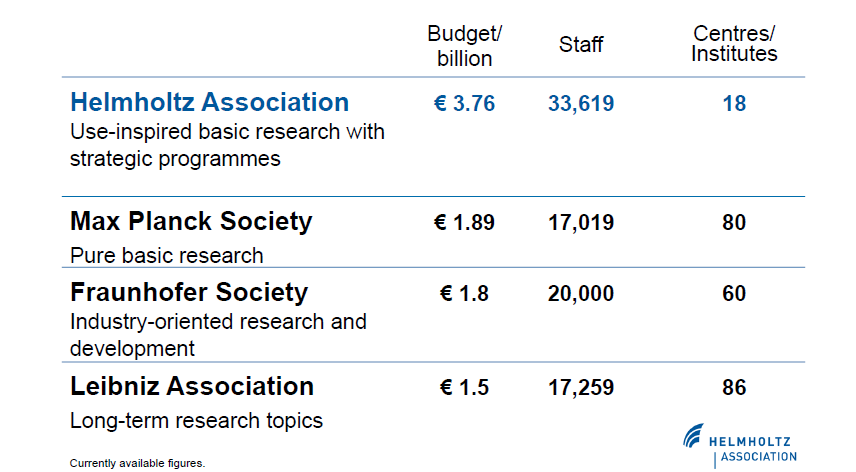 Budget/
billion
Staff
Centres/
Institutes
Helmholtz Association
€ 3.76
33,619
18
Use-inspired basic research with
strategic programmes
Max Planck Society
€ 1.89
17,019
80
Pure basic research
Fraunhofer Society
€ 1.8
20,000
60
Industry-oriented research and
development
Leibniz Association
€ 1.5
17,259
86
Long-term research topics
Currently available figures.
HELMHOLTZ
ASSOCIATION